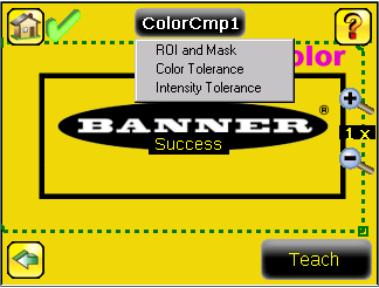 ColorCmp1
ROI and Mask
Color Tolerance
Intensity Tolerance
olor
BANNER®
Success
1 x
Teach